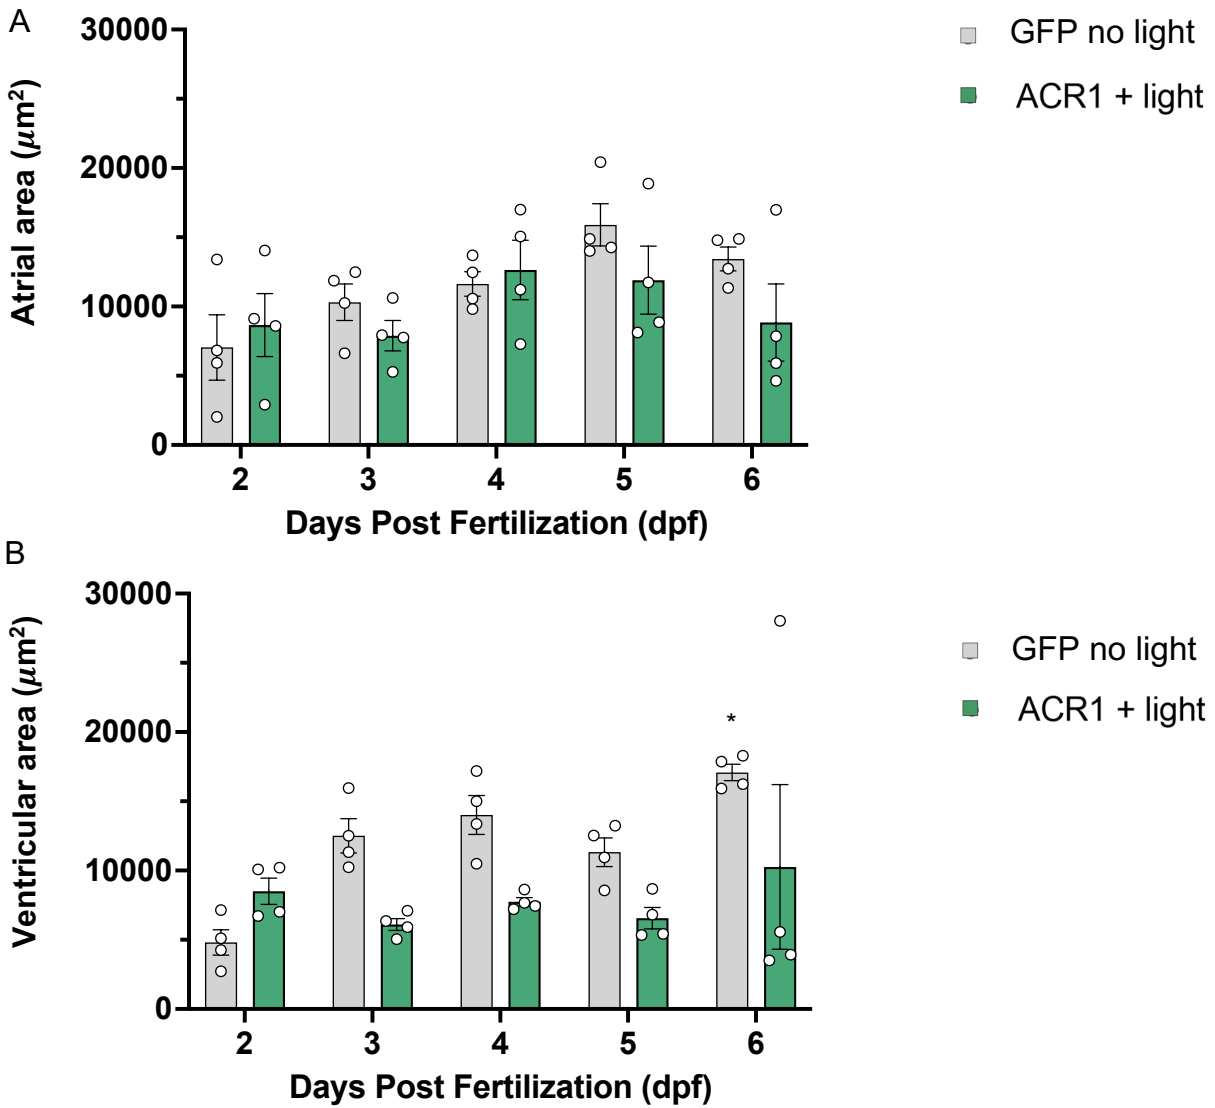 A
GFP no light
ACR1 + light
30000
20000
10000
0
Atrial area (µm²)
2 3 4 5 6
Days Post Fertilization (dpf)
B
GFP no light
ACR1 + light
30000
20000
10000
0
Ventricular area (µm²)
*
2 3 4 5 6
Days Post Fertilization (dpf)